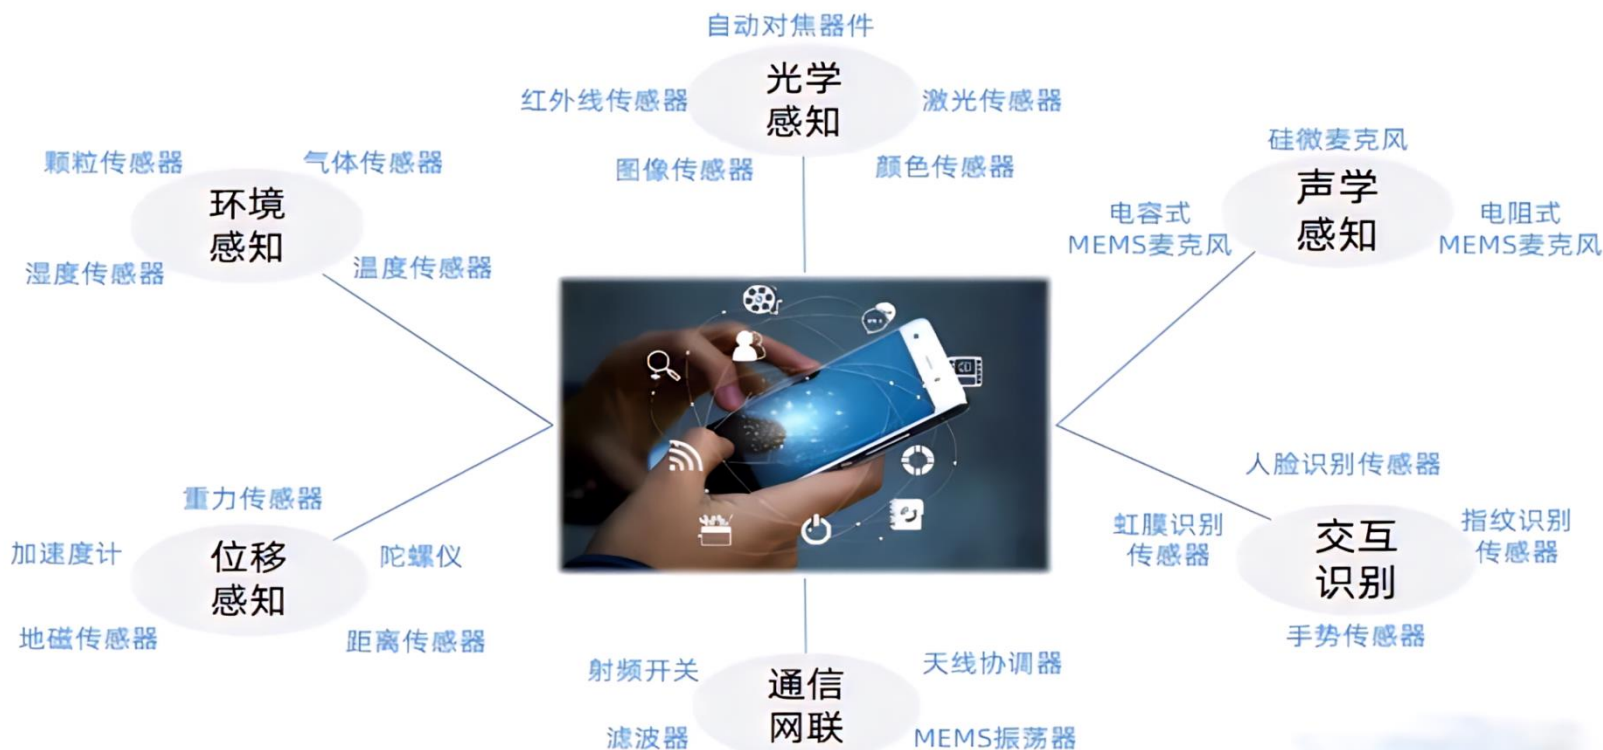 自动对焦器件
红外线传感器
光学
感知
激光传感器
图像传感器
颜色传感器
颗粒传感器
气体传感器
环境
感知
湿度传感器
温度传感器
硅微麦克风
电容式
MEMS麦克风
声学
感知
电阻式
MEMS麦克风
重力传感器
加速度计
位移
感知
陀螺仪
地磁传感器
距离传感器
人脸识别传感器
虹膜识别
传感器
交互
识别
指纹识别
传感器
手势传感器
射频开关
通信
网联
天线协调器
滤波器
MEMS振荡器